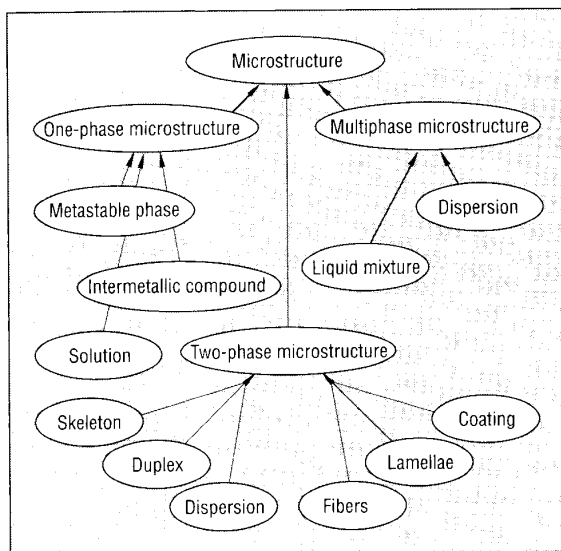 Microstructure
One-phase microstructure
Multiphase microstructure
Metastable phase
Dispersion
Liquid mixture
Intermetallic compound
Solution
Two-phase microstructure
Skeleton
Coating
Duplex
Lamellae
Dispersion
Fibers